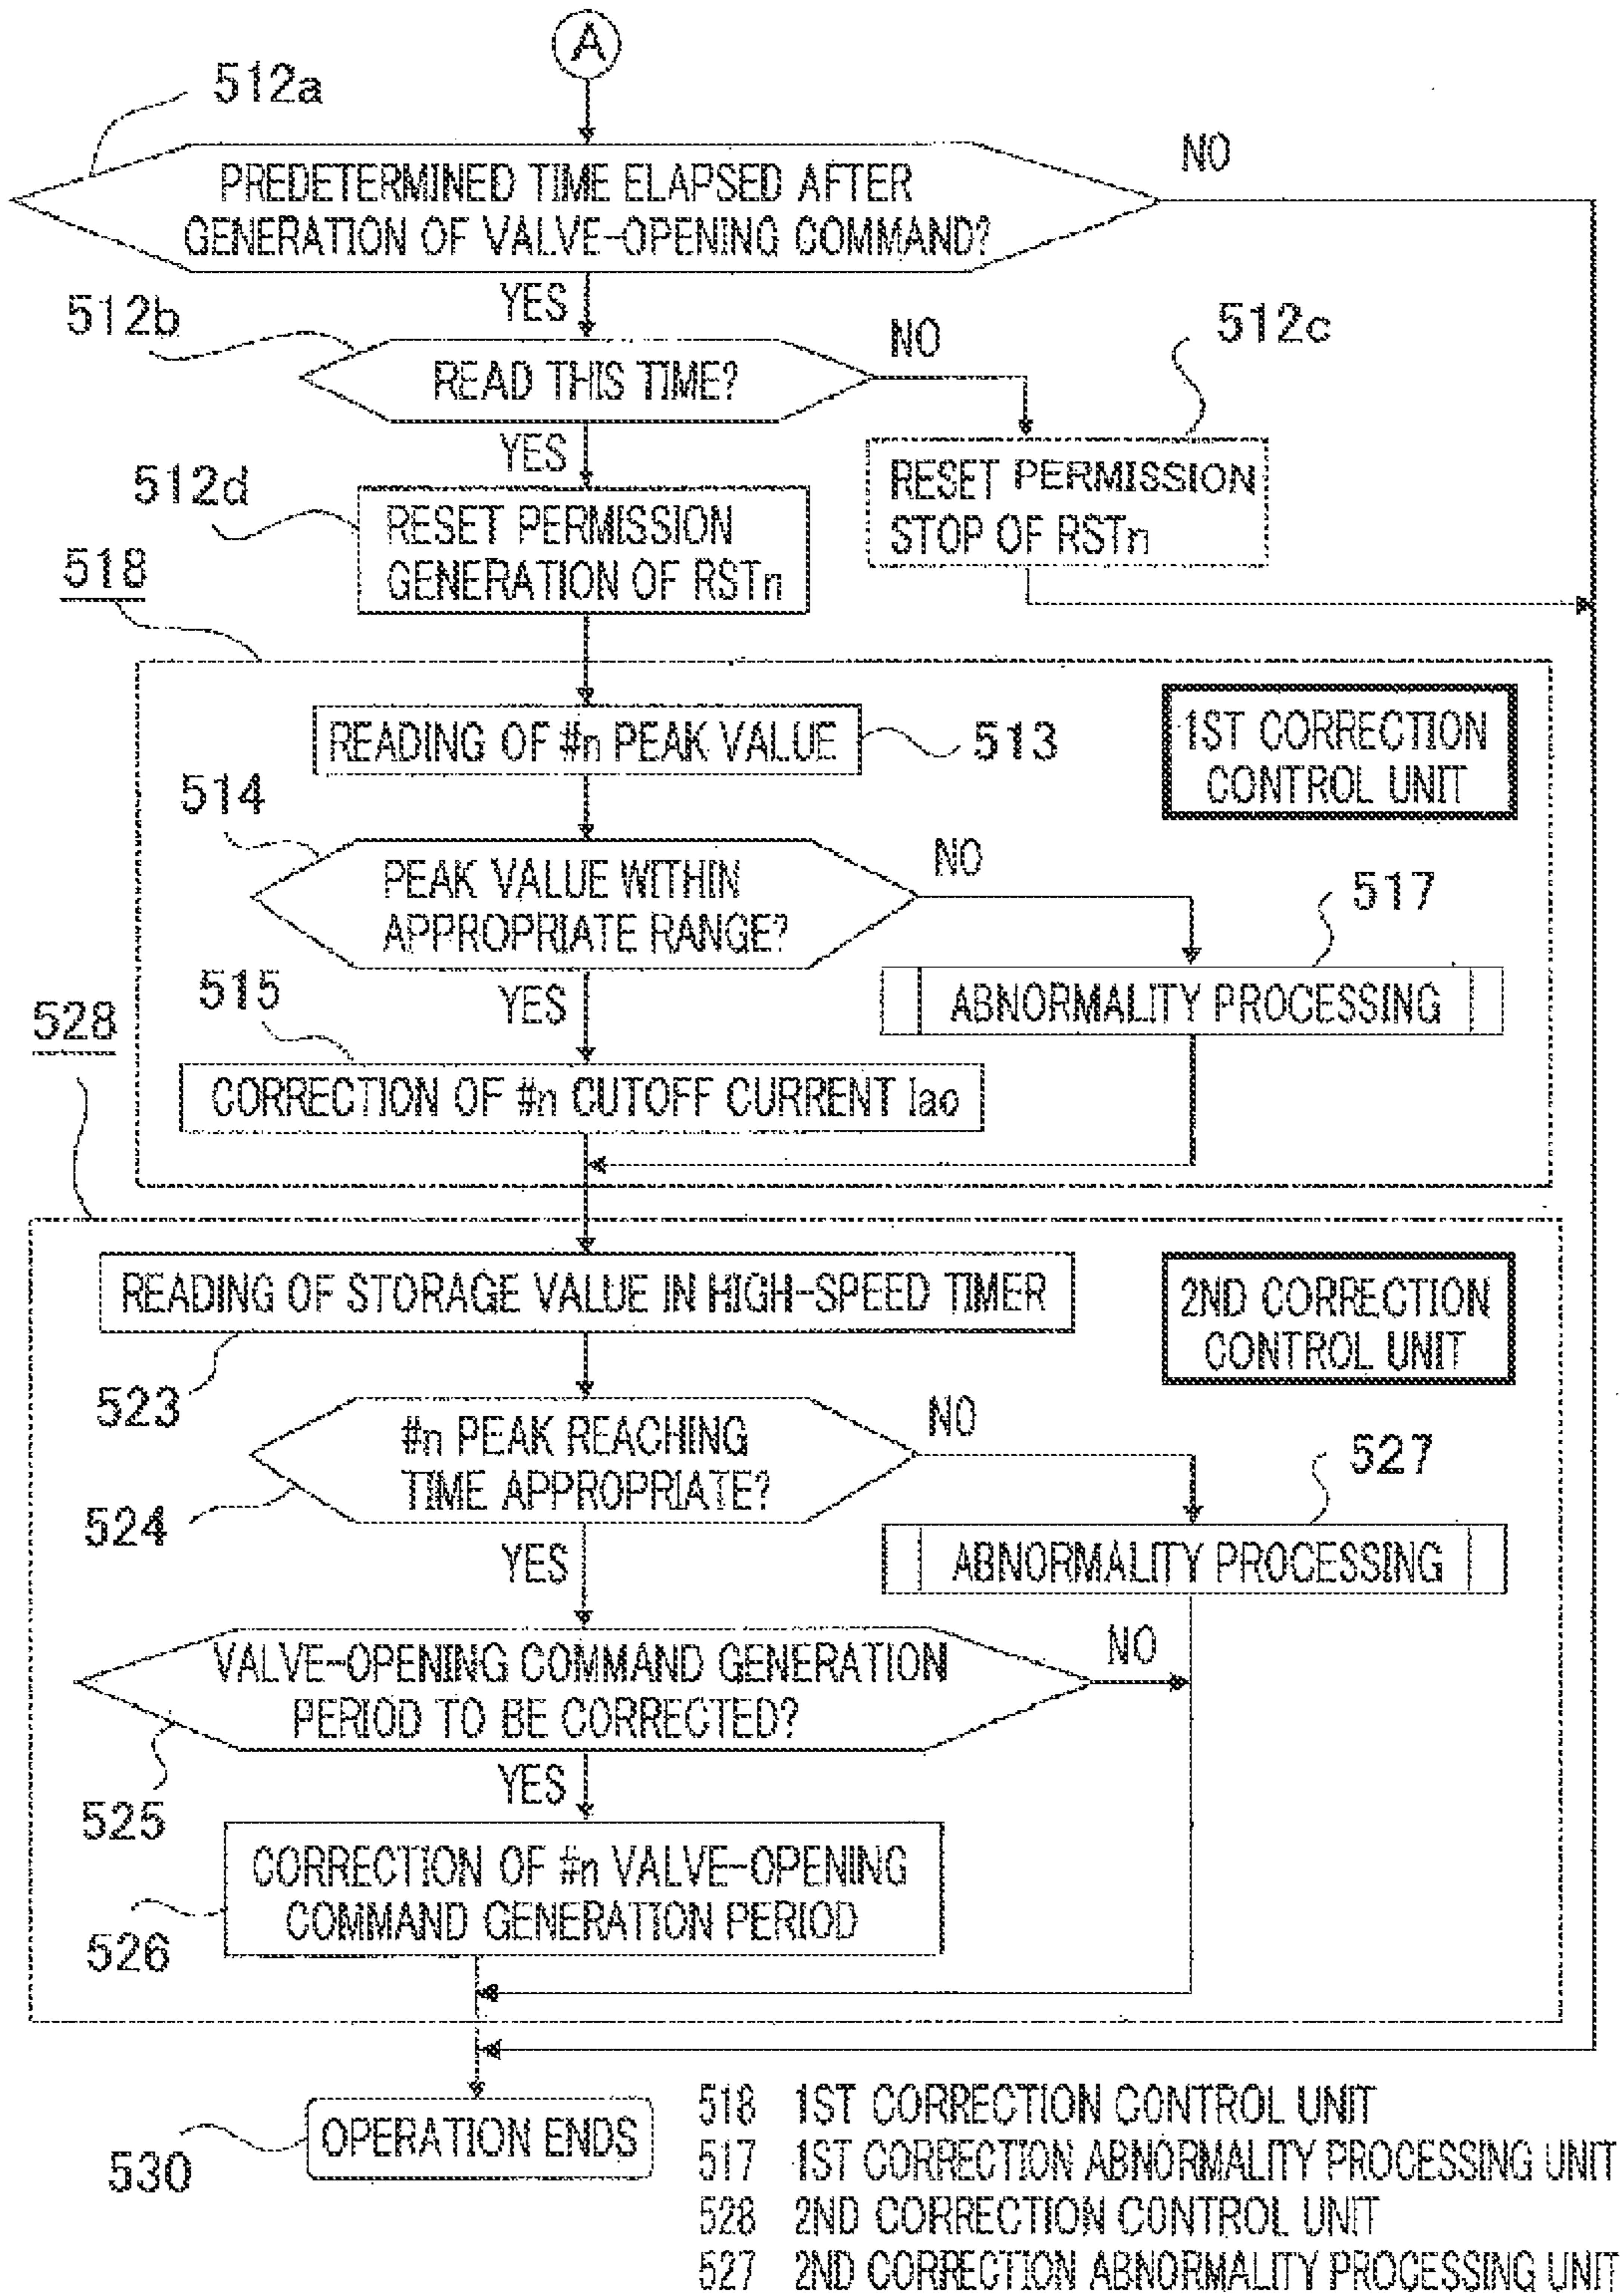 A
512a
NO
PREDETERMINED TIME ELAPSED AFTER
GENERATION OF VALVE-OPENING COMMAND?
YES
512b
NO
512c
READ THIS TIME?
YES
512d
RESET PERMISSION
STOP OF RSTn
RESET PERMISSION
GENERATION OF RSTn
518
READING OF #n PEAK VALUE
513
1ST CORRECTION
CONTROL UNIT
514
NO
PEAK VALUE WITHIN
APPROPRIATE RANGE?
517
515
YES
ABNORMALITY PROCESSING
528
CORRECTION OF #n CUTOFF CURRENT Iao
READING OF STORAGE VALUE IN HIGH-SPEED TIMER
2ND CORRECTION
CONTROL UNIT
523
NO
#n PEAK REACHING
TIME APPROPRIATE?
527
524
YES
ABNORMALITY PROCESSING
VALVE-OPENING COMMAND GENERATION
PERIOD TO BE CORRECTED?
NO
YES
525
CORRECTION OF #n VALVE-OPENING
COMMAND GENERATION PERIOD
526
OPERATION ENDS
530
518 1ST CORRECTION CONTROL UNIT
517 1ST CORRECTION ABNORMALITY PROCESSING UNIT
528 2ND CORRECTION CONTROL UNIT
527 2ND CORRECTION ABNORMALITY PROCESSING UNIT